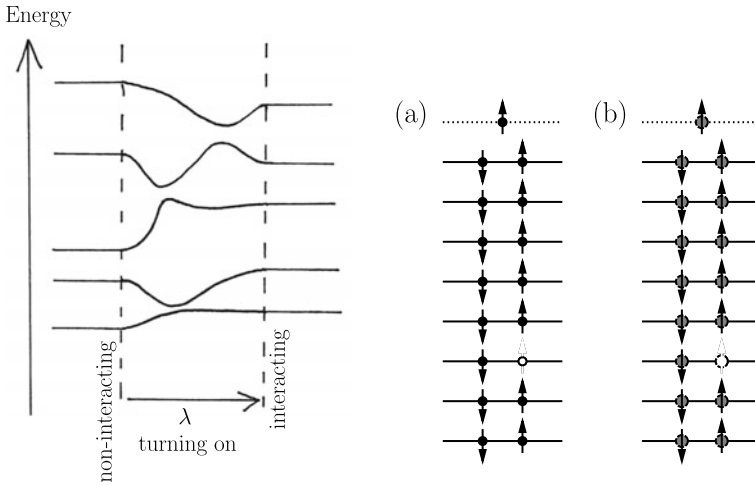 Energy
non-interacting
λ
turning on
interacting
(a)
(b)